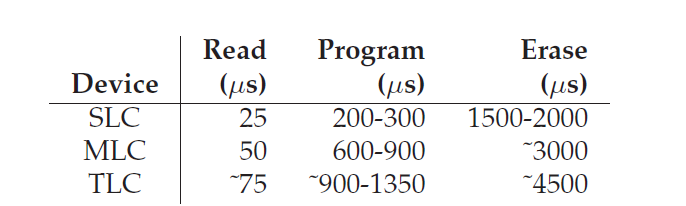 Read Program Erase
Device (μs) (μs) (μs)
SLC 25 200-300 1500-2000
MLC 50 600-900 ~3000
TLC ~75 ~900-1350 ~4500